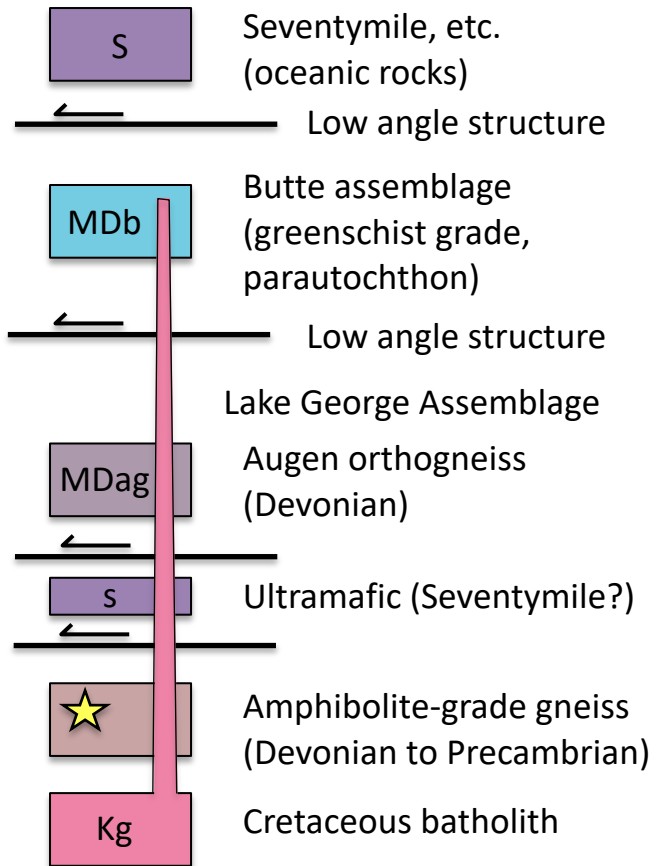 S
Seventymile, etc.
(oceanic rocks)
Low angle structure
MDb
Butte assemblage
(greenschist grade,
parautochthon)
Low angle structure
Lake George Assemblage
MDag
Augen orthogneiss
(Devonian)
s
Ultramafic (Seventymile?)
Amphibolite-grade gneiss
(Devonian to Precambrian)
Kg
Cretaceous batholith